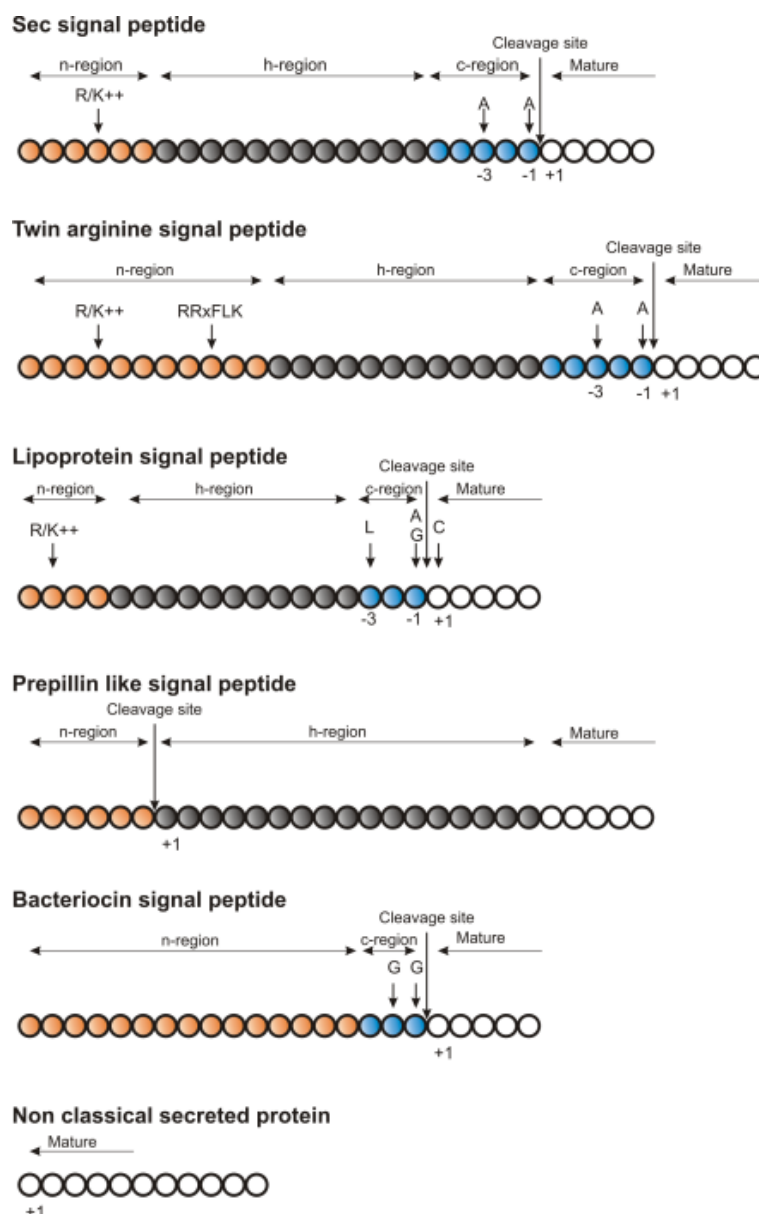 Sec signal peptide
Cleavage site
n-region h-region c-region Mature
R/K++ A A
-3 -1 +1
Twin arginine signal peptide
Cleavage site
n-region h-region c-region Mature
R/K++ RRxFLK A A
-3 -1 +1
Lipoprotein signal peptide
Cleavage site
n-region h-region c-region Mature
R/K++ L A C
G
-3 -1 +1
Prepillin like signal peptide
Cleavage site
n-region h-region Mature
+1
Bacteriocin signal peptide
Cleavage site
n-region c-region Mature
G G
+1
Non classical secreted protein
Mature
+1